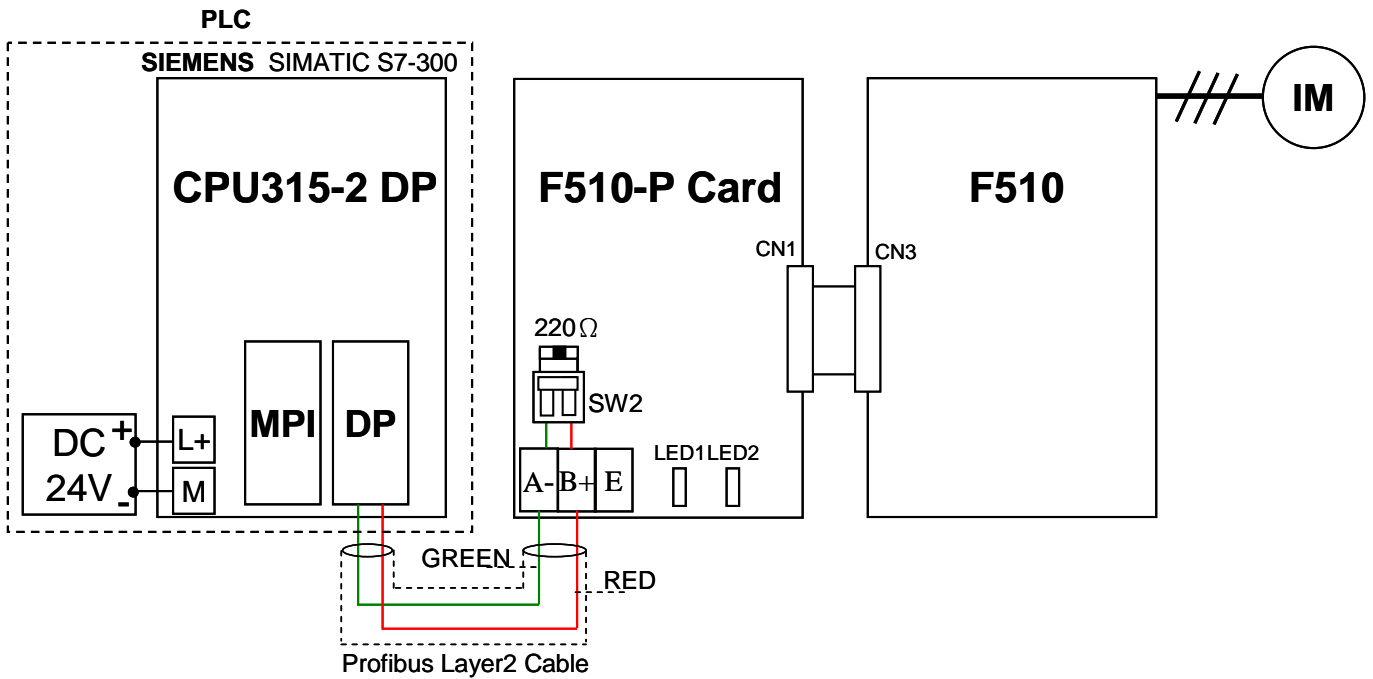 PLC
SIEMENS SIMATIC S7-300
CPU315-2 DP
F510-P Card
F510
IM
CN1
CN3
220Ω
SW2
MPI
DP
DC +
24V -
L+
M
A-
B+
E
LED1 LED2
GREEN
RED
Profibus Layer2 Cable